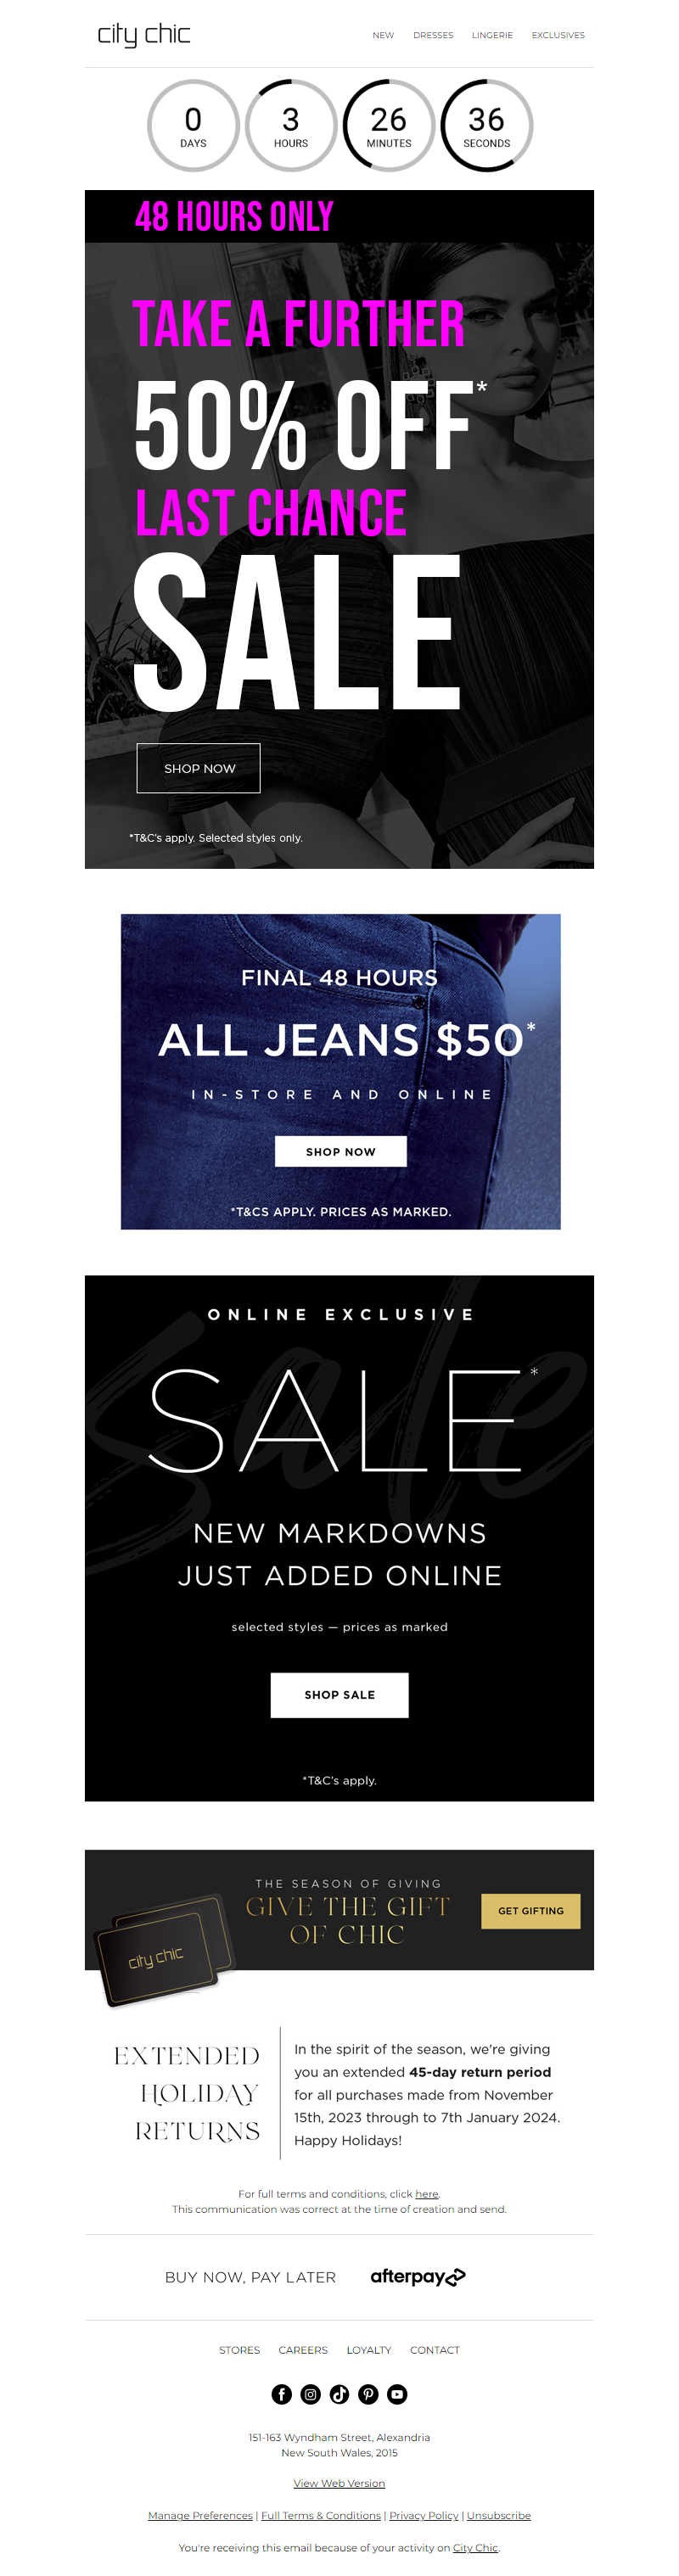 city chic
NEW DRESSES LINGERIE EXCLUSIVES
0 3 26 36
DAYS HOURS MINUTES SECONDS
48 HOURS ONLY
TAKE A FURTHER
50% OFF*
LAST CHANCE
SALE
SHOP NOW
*T&C's apply. Selected styles only.
FINAL 48 HOURS
ALL JEANS $50*
IN-STORE AND ONLINE
SHOP NOW
*T&CS APPLY. PRICES AS MARKED.
ONLINE EXCLUSIVE
sale
SALE*
NEW MARKDOWNS
JUST ADDED ONLINE
selected styles — prices as marked
SHOP SALE
*T&C's apply.
THE SEASON OF GIVING
GIVE THE GIFT
OF CHIC
GET GIFTING
city chic
EXTENDED
HOLIDAY
RETURNS
In the spirit of the season, we're giving
you an extended 45-day return period
for all purchases made from November
15th, 2023 through to 7th January 2024.
Happy Holidays!
For full terms and conditions, click here.
This communication was correct at the time of creation and send.
BUY NOW, PAY LATER afterpay
STORES CAREERS LOYALTY CONTACT
151-163 Wyndham Street, Alexandria
New South Wales, 2015
View Web Version
Manage Preferences | Full Terms & Conditions | Privacy Policy | Unsubscribe
You're receiving this email because of your activity on City Chic.